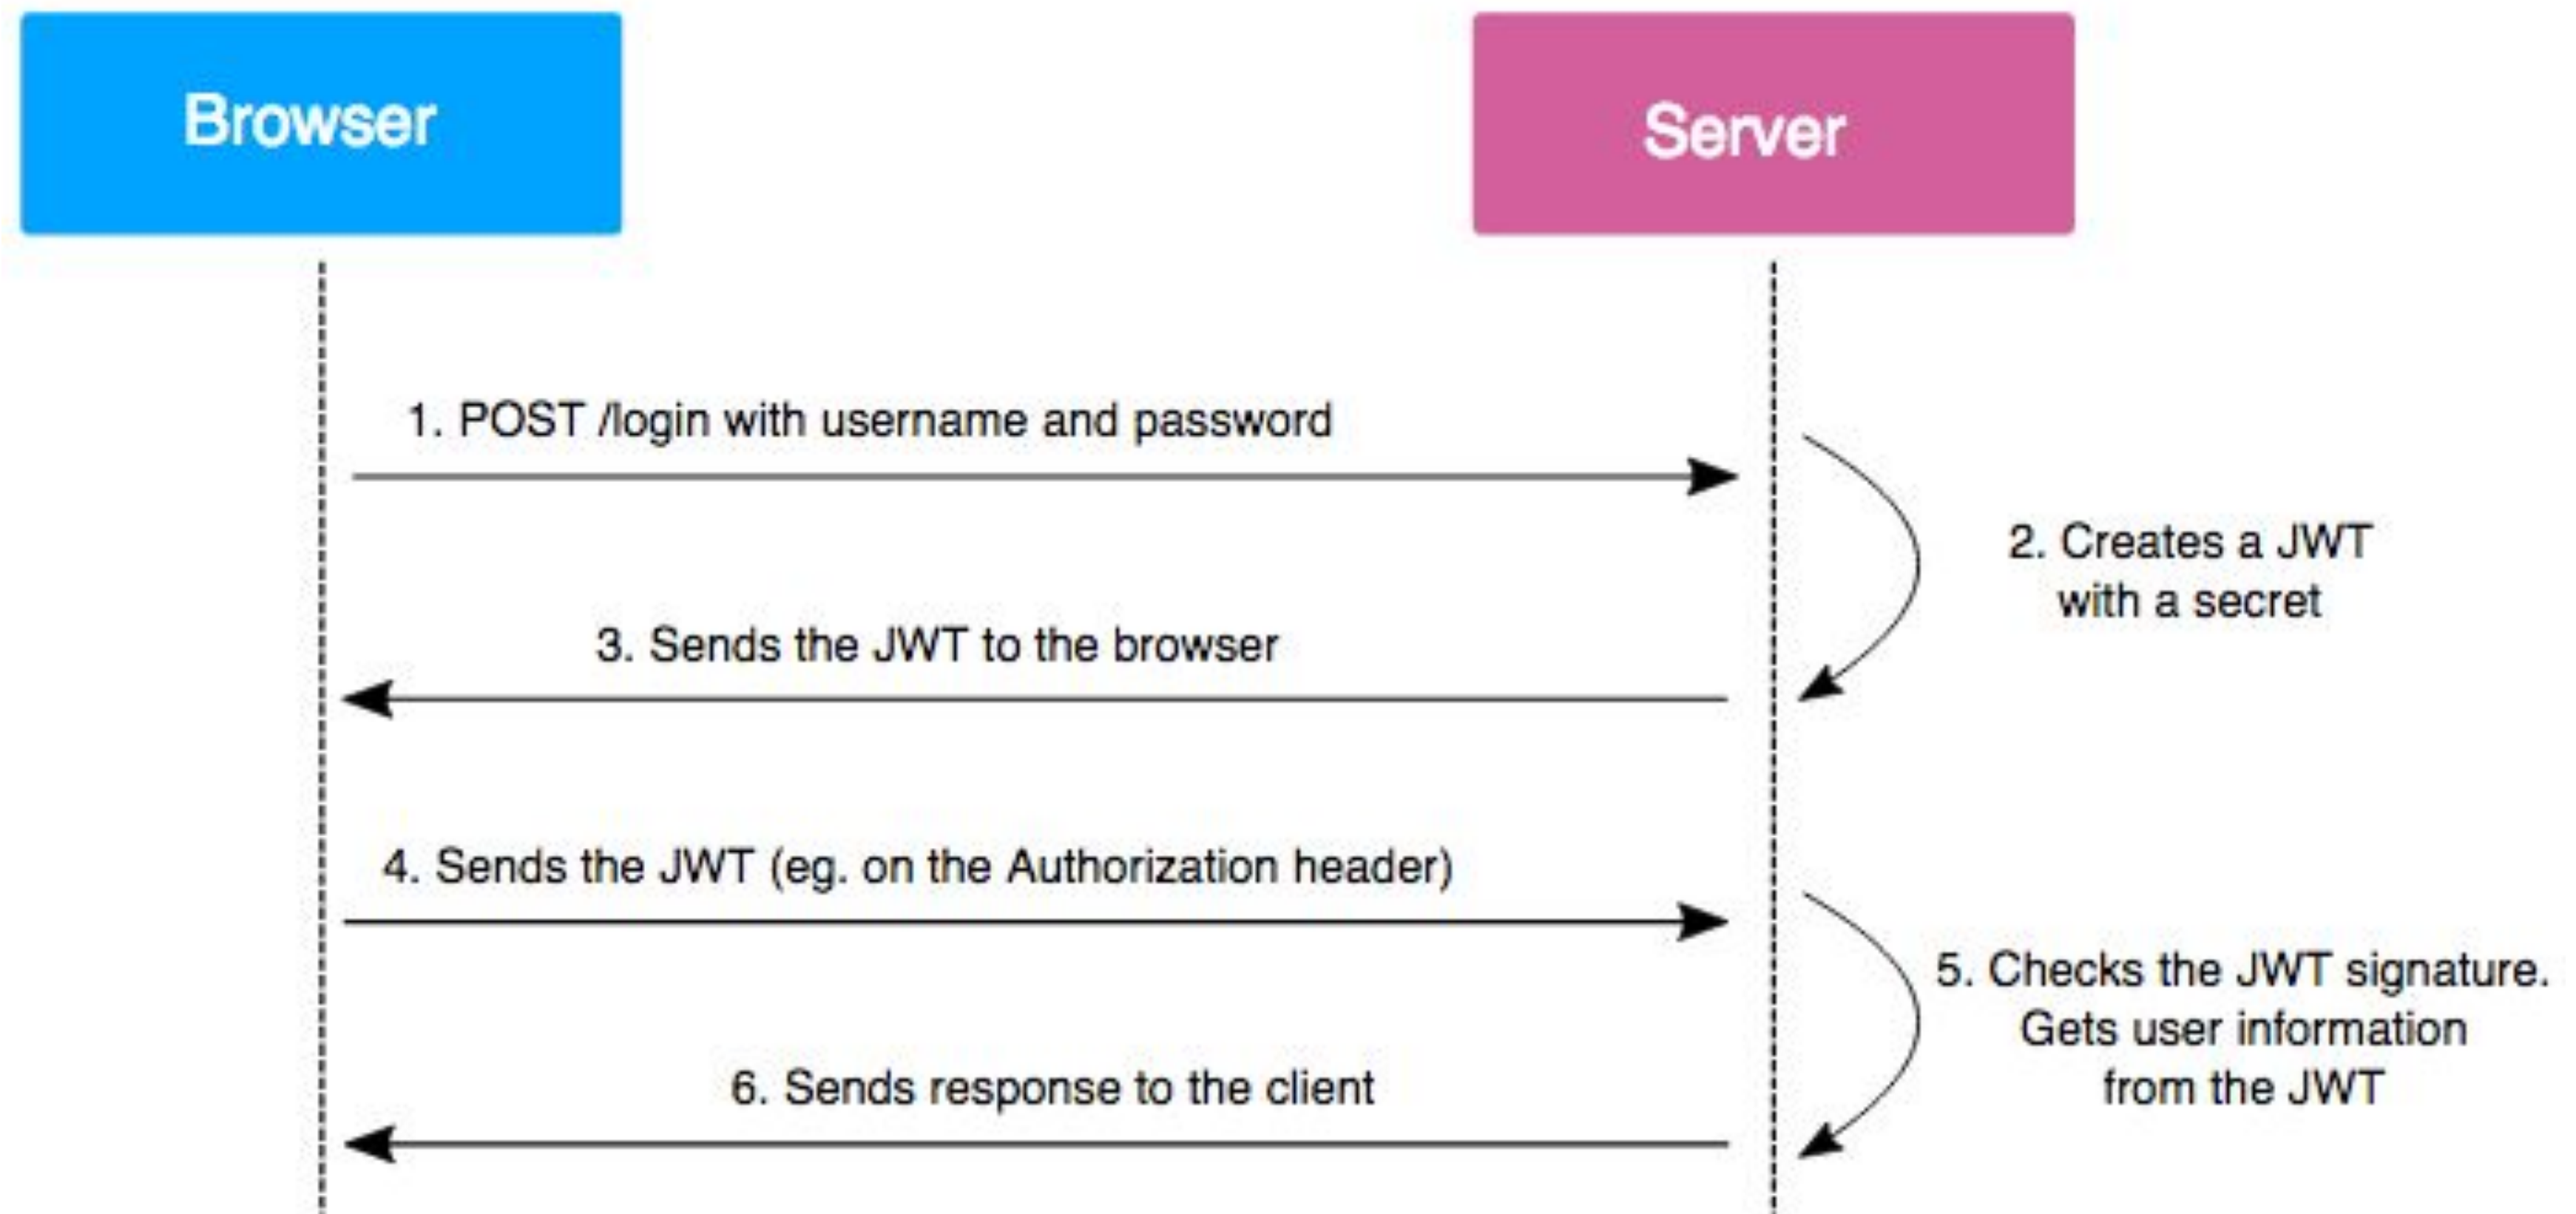 Browser
Server
1. POST /login with username and password
2. Creates a JWT
with a secret
3. Sends the JWT to the browser
4. Sends the JWT (eg. on the Authorization header)
5. Checks the JWT signature.
Gets user information
from the JWT
6. Sends response to the client